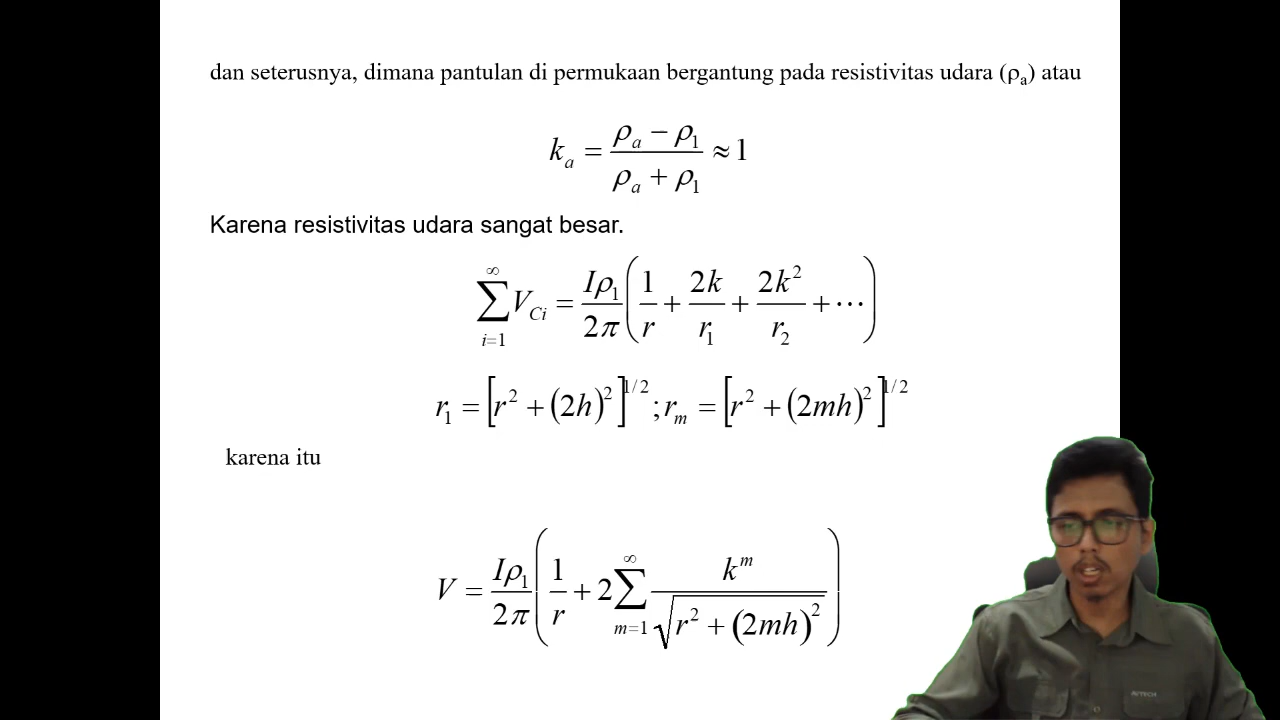 dan seterusnya, dimana pantulan di permukaan bergantung pada resistivitas udara (ρₐ) atau
kₐ = (ρₐ − ρ₁)/(ρₐ + ρ₁) ≈ 1
Karena resistivitas udara sangat besar.
∑_{i=1}^{∞} V_{Ci} = Iρ₁/2π (1/r + 2k/r₁ + 2k²/r₂ + ⋯)
r₁ = [r² + (2h)²]^{1/2} ; r_m = [r² + (2mh)²]^{1/2}
karena itu
V = Iρ₁/2π (1/r + 2∑_{m=1}^{∞} k^m/√(r² + (2mh)²))